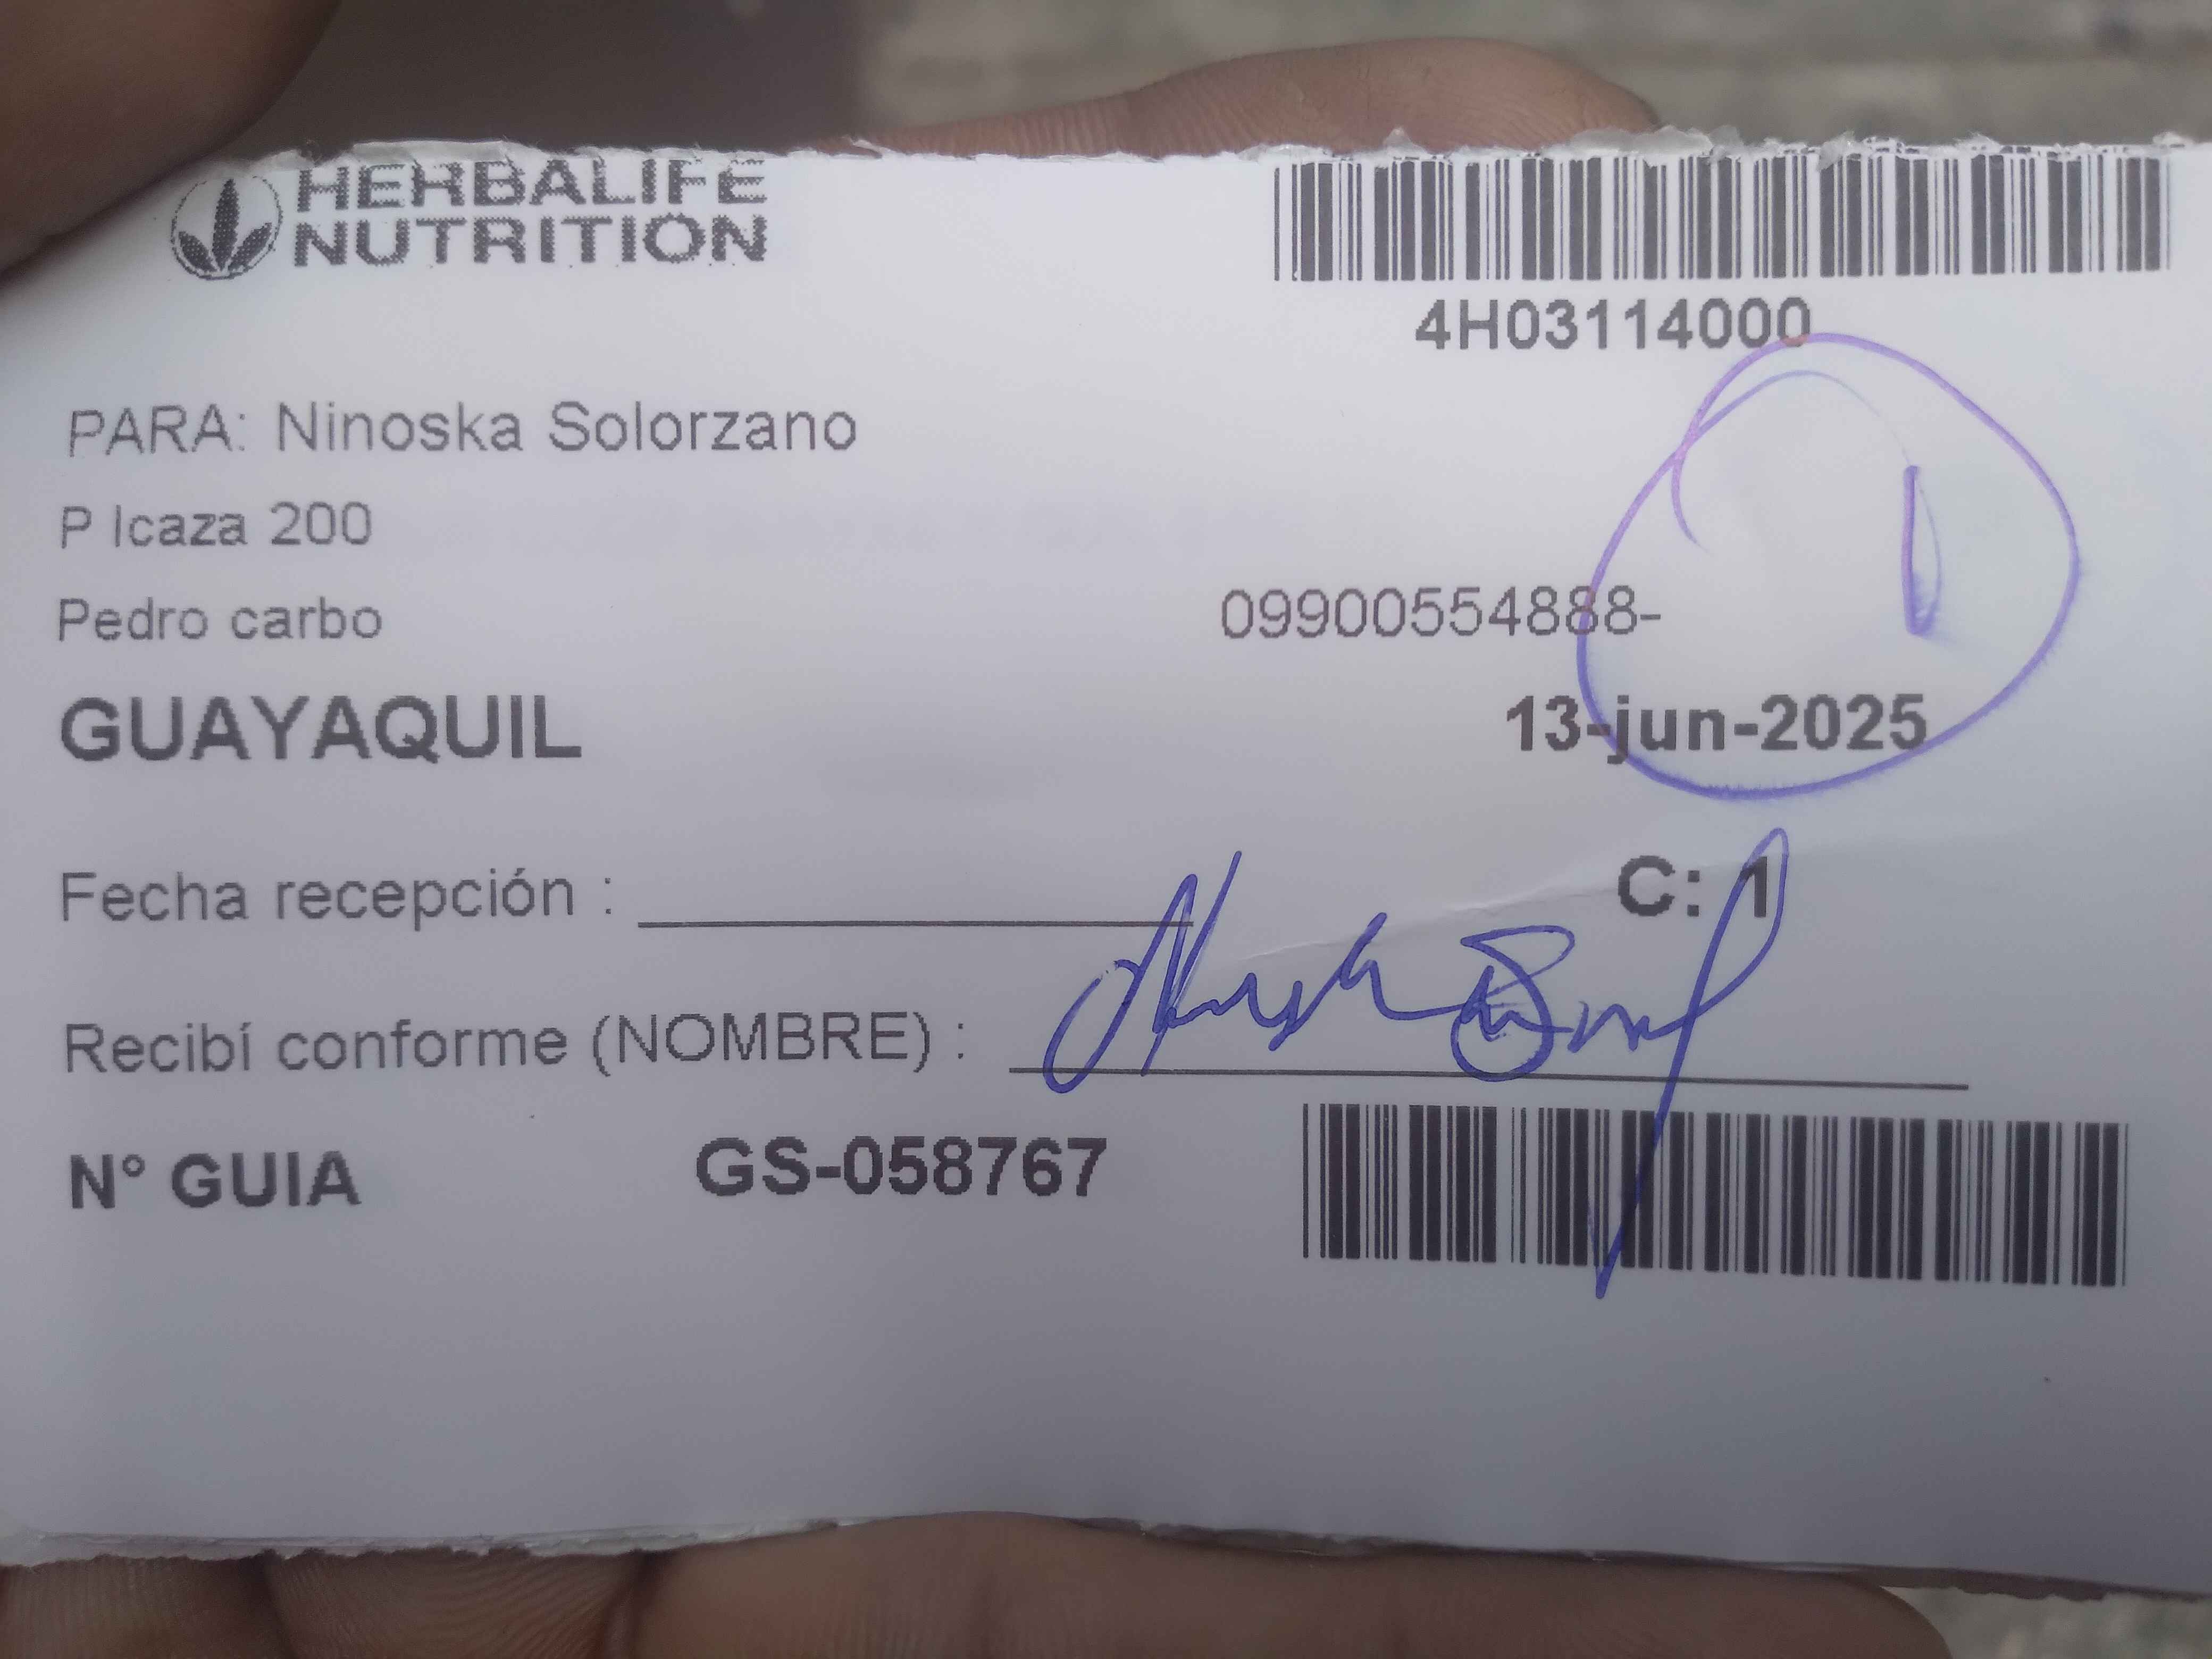 HERBALIFE
NUTRITION
4H03114000
PARA: Ninoska Solorzano
P Icaza 200
Pedro carbo
09900554888-
1
GUAYAQUIL
13-jun-2025
Fecha recepción :
C: 1
Recibí conforme (NOMBRE) :
N° GUIA GS-058767